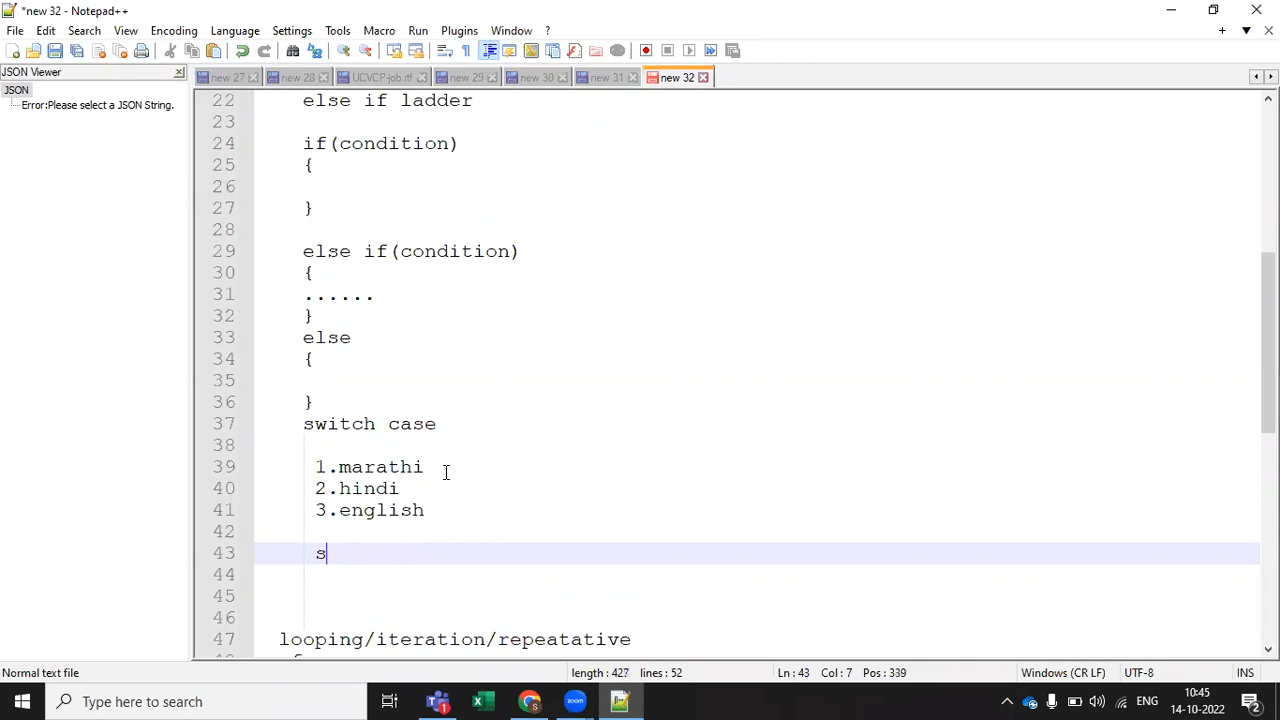 *new 32 - Notepad++
File Edit Search View Encoding Language Settings Tools Macro Run Plugins Window ?
JSON Viewer
new 27 new 28 UCVCP-job.rtf new 29 new 30 new 31 new 32
JSON
Error:Please select a JSON String.
22 else if ladder
23
24 if(condition)
25 {
26
27 }
28
29 else if(condition)
30 {
31 ......
32 }
33 else
34 {
35
36 }
37 switch case
38
39 1.marathi
40 2.hindi
41 3.english
42
43 s
44
45
46
47 looping/iteration/repeatative
Normal text file length : 427 lines : 52 Ln : 43 Col : 7 Pos : 339 Windows (CR LF) UTF-8 INS
Type here to search
ENG
10:45
14-10-2022
2